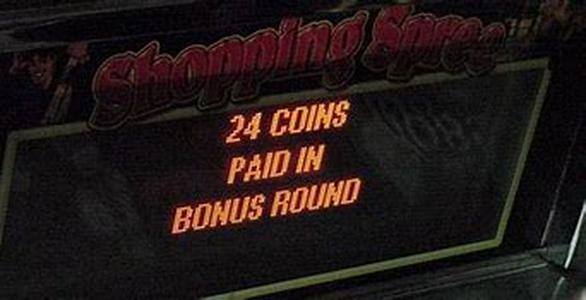 Shopping Spree
24 COINS
PAID IN
BONUS ROUND